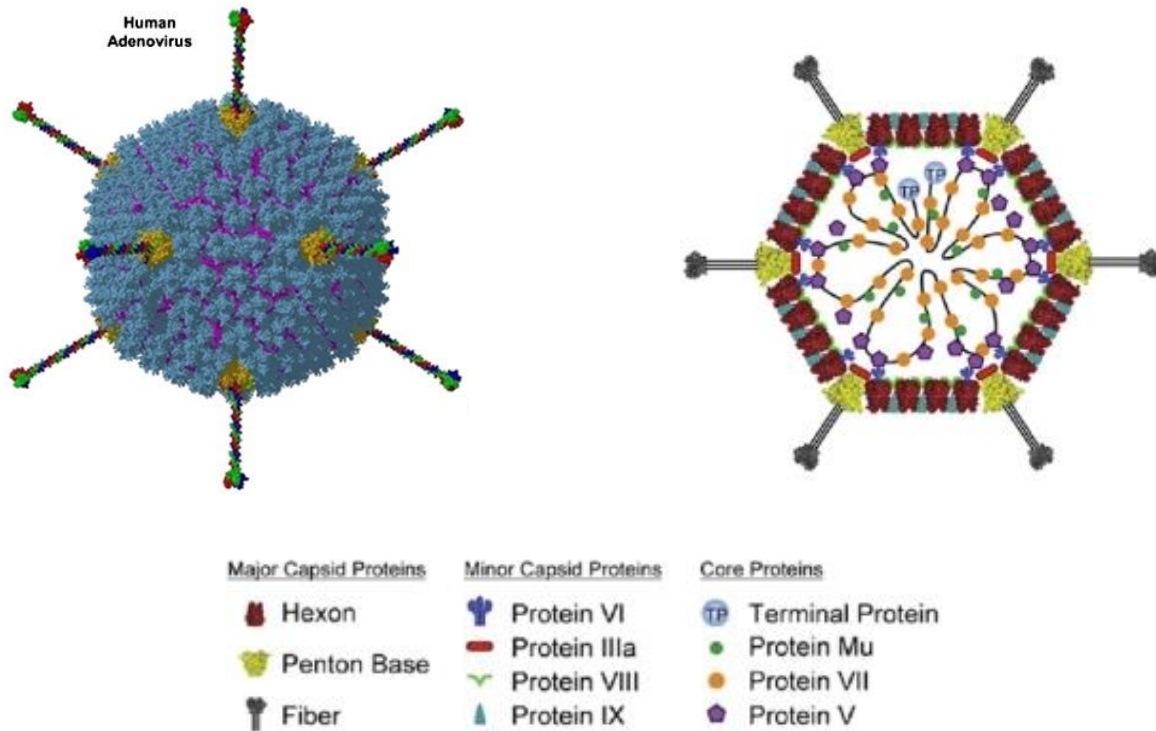 Human
Adenovirus
TP
TP
Major Capsid Proteins
Hexon
Penton Base
Fiber
Minor Capsid Proteins
Protein VI
Protein IIIa
Protein VIII
Protein IX
Core Proteins
TP Terminal Protein
Protein Mu
Protein VII
Protein V